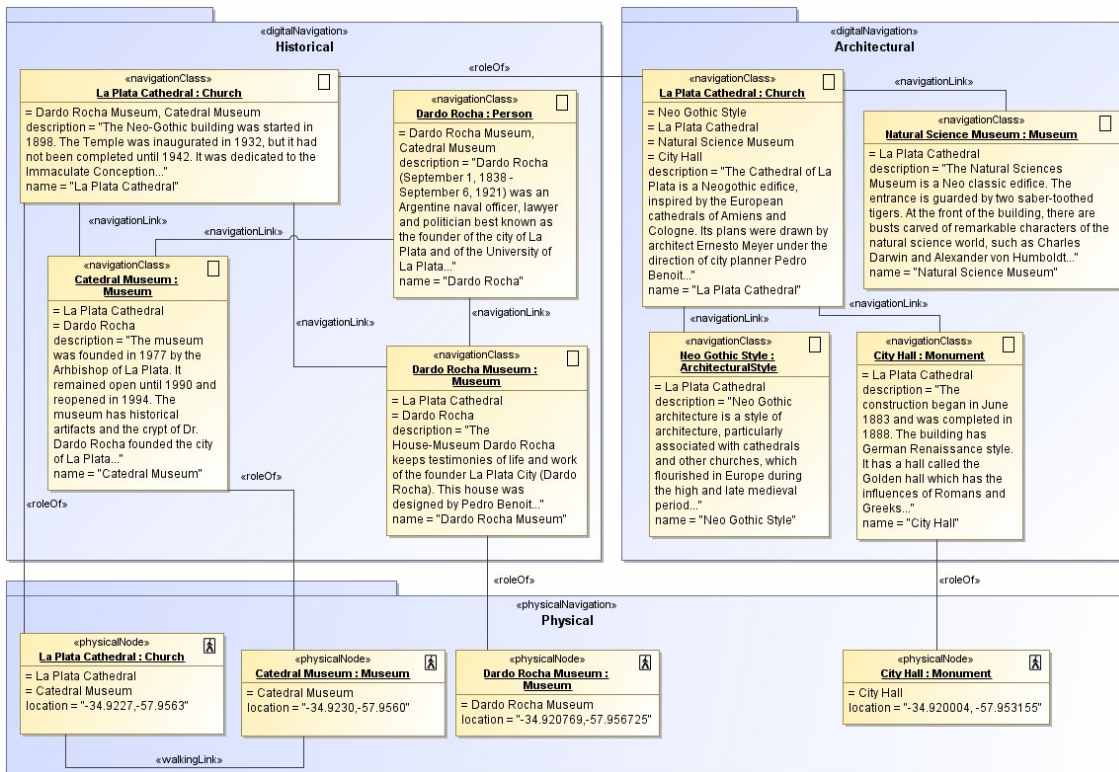 «digitalNavigation»
Historical
«navigationClass»
La Plata Cathedral : Church
= Dardo Rocha Museum, Catedral Museum
description = "The Neo-Gothic building was started in
1898. The Temple was inaugurated in 1932, but it had
not been completed until 1942. It was dedicated to the
Immaculate Conception..."
name = "La Plata Cathedral"
«navigationClass»
Dardo Rocha : Person
= Dardo Rocha Museum,
Catedral Museum
description = "Dardo Rocha
(September 1, 1838 -
September 6, 1921) was an
Argentine naval officer, lawyer
and politician best known as
the founder of the city of La
Plata and of the University of
La Plata..."
name = "Dardo Rocha"
«navigationLink»
«navigationLink»
«navigationClass»
Catedral Museum :
Museum
= La Plata Cathedral
= Dardo Rocha
description = "The museum
was founded in 1977 by the
Arhbishop of La Plata. It
remained open until 1990 and
reopened in 1994. The
museum has historical
artifacts and the crypt of Dr.
Dardo Rocha founded the city
of La Plata..."
name = "Catedral Museum"
«navigationLink»
«navigationLink»
«navigationClass»
Dardo Rocha Museum :
Museum
= La Plata Cathedral
= Dardo Rocha
description = "The
House-Museum Dardo Rocha
keeps testimonies of life and work
of the founder La Plata City (Dardo
Rocha). This house was
designed by Pedro Benoit..."
name = "Dardo Rocha Museum"
«roleOf»
«roleOf»
«roleOf»
«digitalNavigation»
Architectural
«navigationClass»
La Plata Cathedral : Church
= Neo Gothic Style
= La Plata Cathedral
= Natural Science Museum
= City Hall
description = "The Cathedral of La
Plata is a Neogothic edifice,
inspired by the European
cathedrals of Amiens and
Cologne. Its plans were drawn by
architect Ernesto Meyer under the
direction of city planner Pedro
Benoit..."
name = "La Plata Cathedral"
«navigationLink»
«navigationClass»
Natural Science Museum : Museum
= La Plata Cathedral
description = "The Natural Sciences
Museum is a Neo classic edifice. The
entrance is guarded by two saber-toothed
tigers. At the front of the building, there are
busts carved of remarkable characters of the
natural science world, such as Charles
Darwin and Alexander von Humboldt..."
name = "Natural Science Museum"
«navigationLink»
«navigationLink»
«navigationClass»
Neo Gothic Style :
ArchitecturalStyle
= La Plata Cathedral
description = "Neo Gothic
architecture is a style of
architecture, particularly
associated with cathedrals
and other churches, which
flourished in Europe during
the high and late medieval
period..."
name = "Neo Gothic Style"
«navigationClass»
City Hall : Monument
= La Plata Cathedral
description = "The
construction began in June
1883 and was completed in
1888. The building has
German Renaissance style.
It has a hall called the
Golden hall which has the
influences of Romans and
Greeks..."
name = "City Hall"
«roleOf»
«roleOf»
«physicalNavigation»
Physical
«physicalNode»
La Plata Cathedral : Church
= La Plata Cathedral
= Catedral Museum
location = "-34.9227,-57.9563"
«physicalNode»
Catedral Museum : Museum
= Catedral Museum
location = "-34.9230,-57.9560"
«physicalNode»
Dardo Rocha Museum :
Museum
= Dardo Rocha Museum
location = "-34.920769,-57.956725"
«physicalNode»
City Hall : Monument
= City Hall
location = "-34.920004, -57.953155"
«walkingLink»